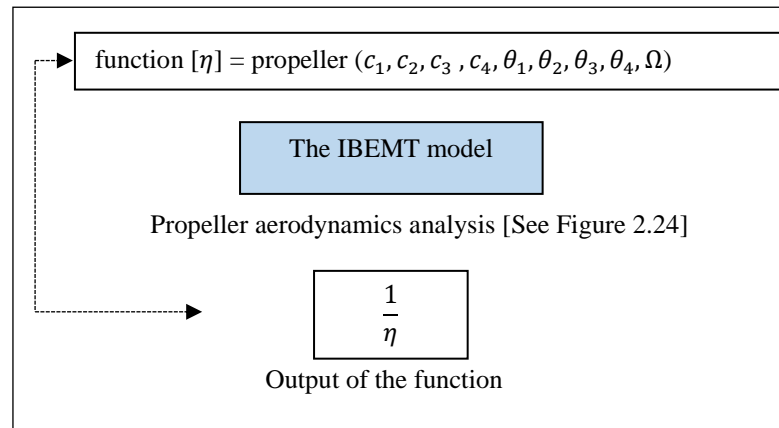 function [𝜂] = propeller (𝑐₁, 𝑐₂, 𝑐₃ , 𝑐₄, 𝜃₁, 𝜃₂, 𝜃₃, 𝜃₄, Ω)
The IBEMT model
Propeller aerodynamics analysis [See Figure 2.24]
1
𝜂
Output of the function